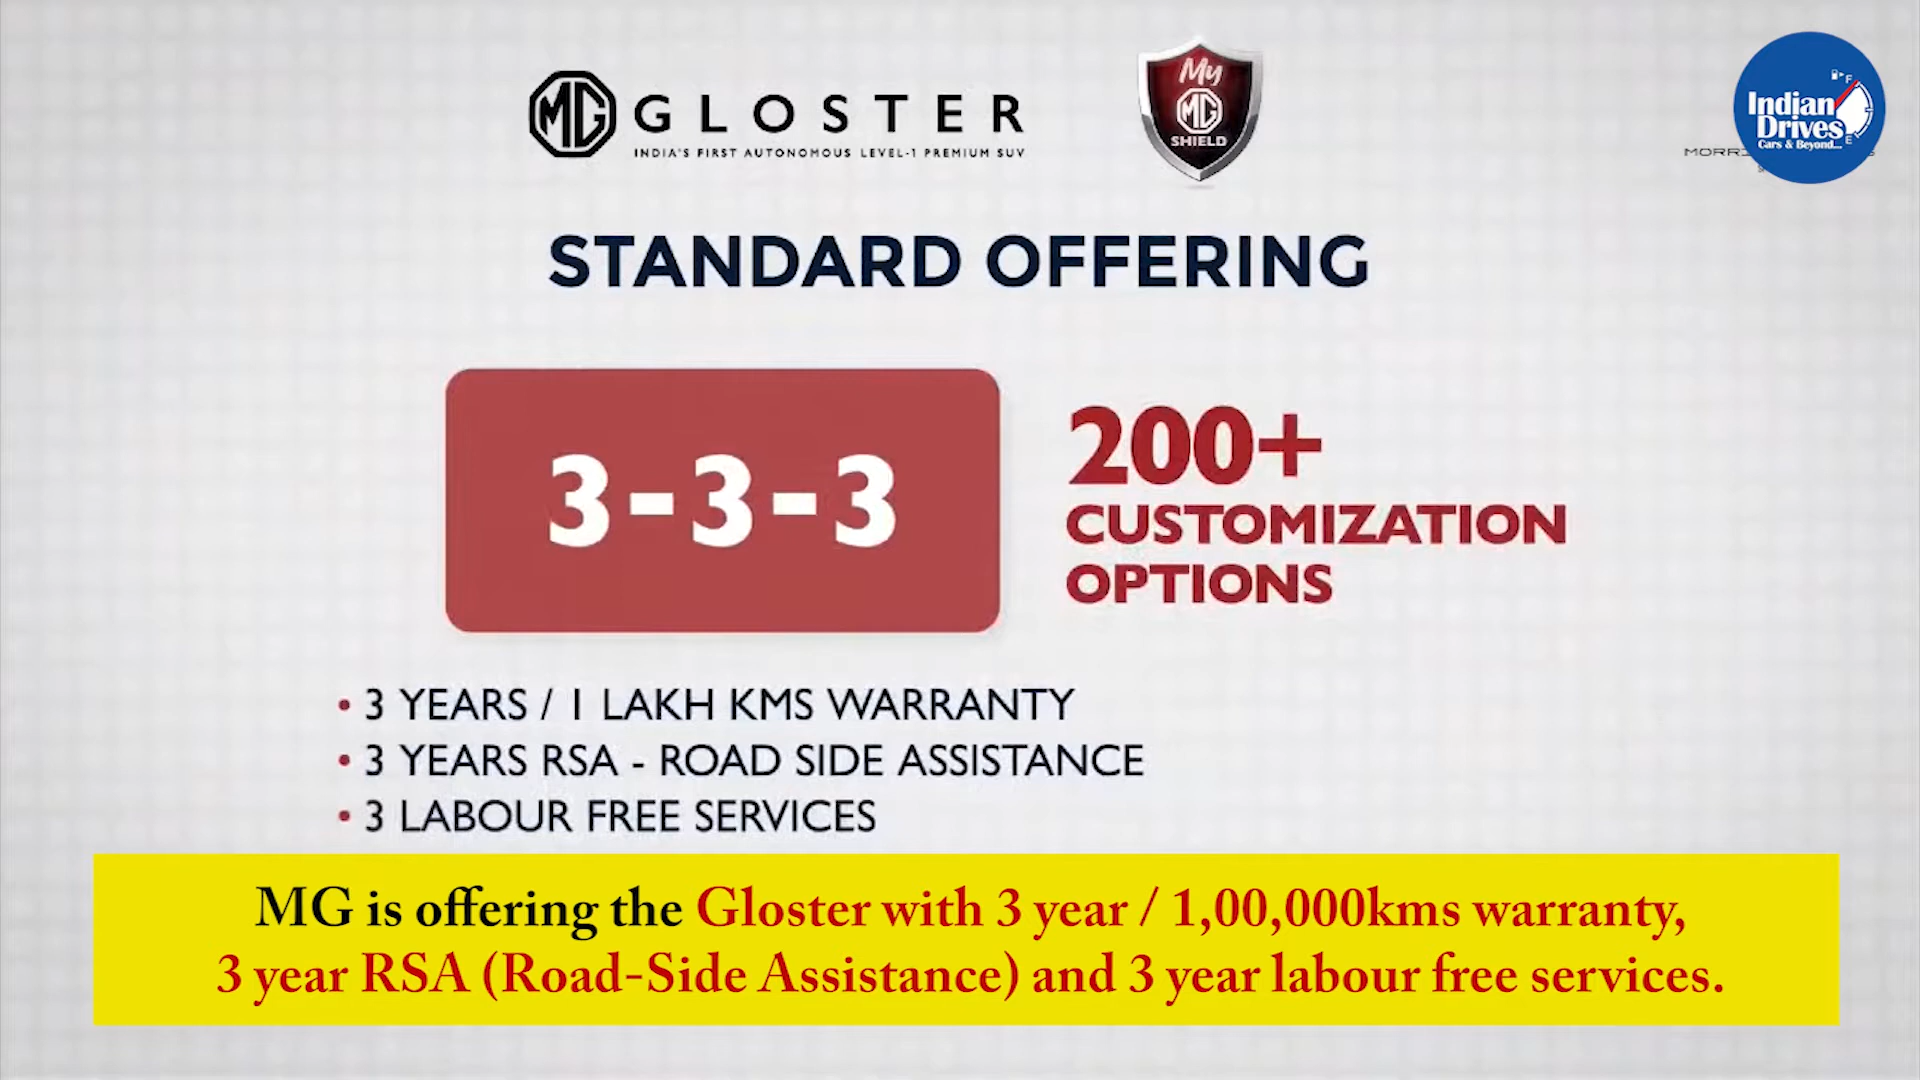 MG GLOSTER
INDIA'S FIRST AUTONOMOUS LEVEL-1 PREMIUM SUV
My
MG
SHIELD
Indian
Drives
Cars & Beyond...
F
E
STANDARD OFFERING
3-3-3
200+
CUSTOMIZATION
OPTIONS
• 3 YEARS / 1 LAKH KMS WARRANTY
• 3 YEARS RSA - ROAD SIDE ASSISTANCE
• 3 LABOUR FREE SERVICES
MG is offering the Gloster with 3 year / 1,00,000kms warranty,
3 year RSA (Road-Side Assistance) and 3 year labour free services.